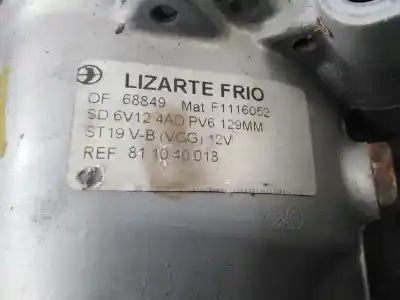 LIZARTE FRIO
OF 68849 Mat F1116052
SD 6V12 4AD PV6 129MM
ST19 V-B (VGG) 12V
REF 81 10 40 018